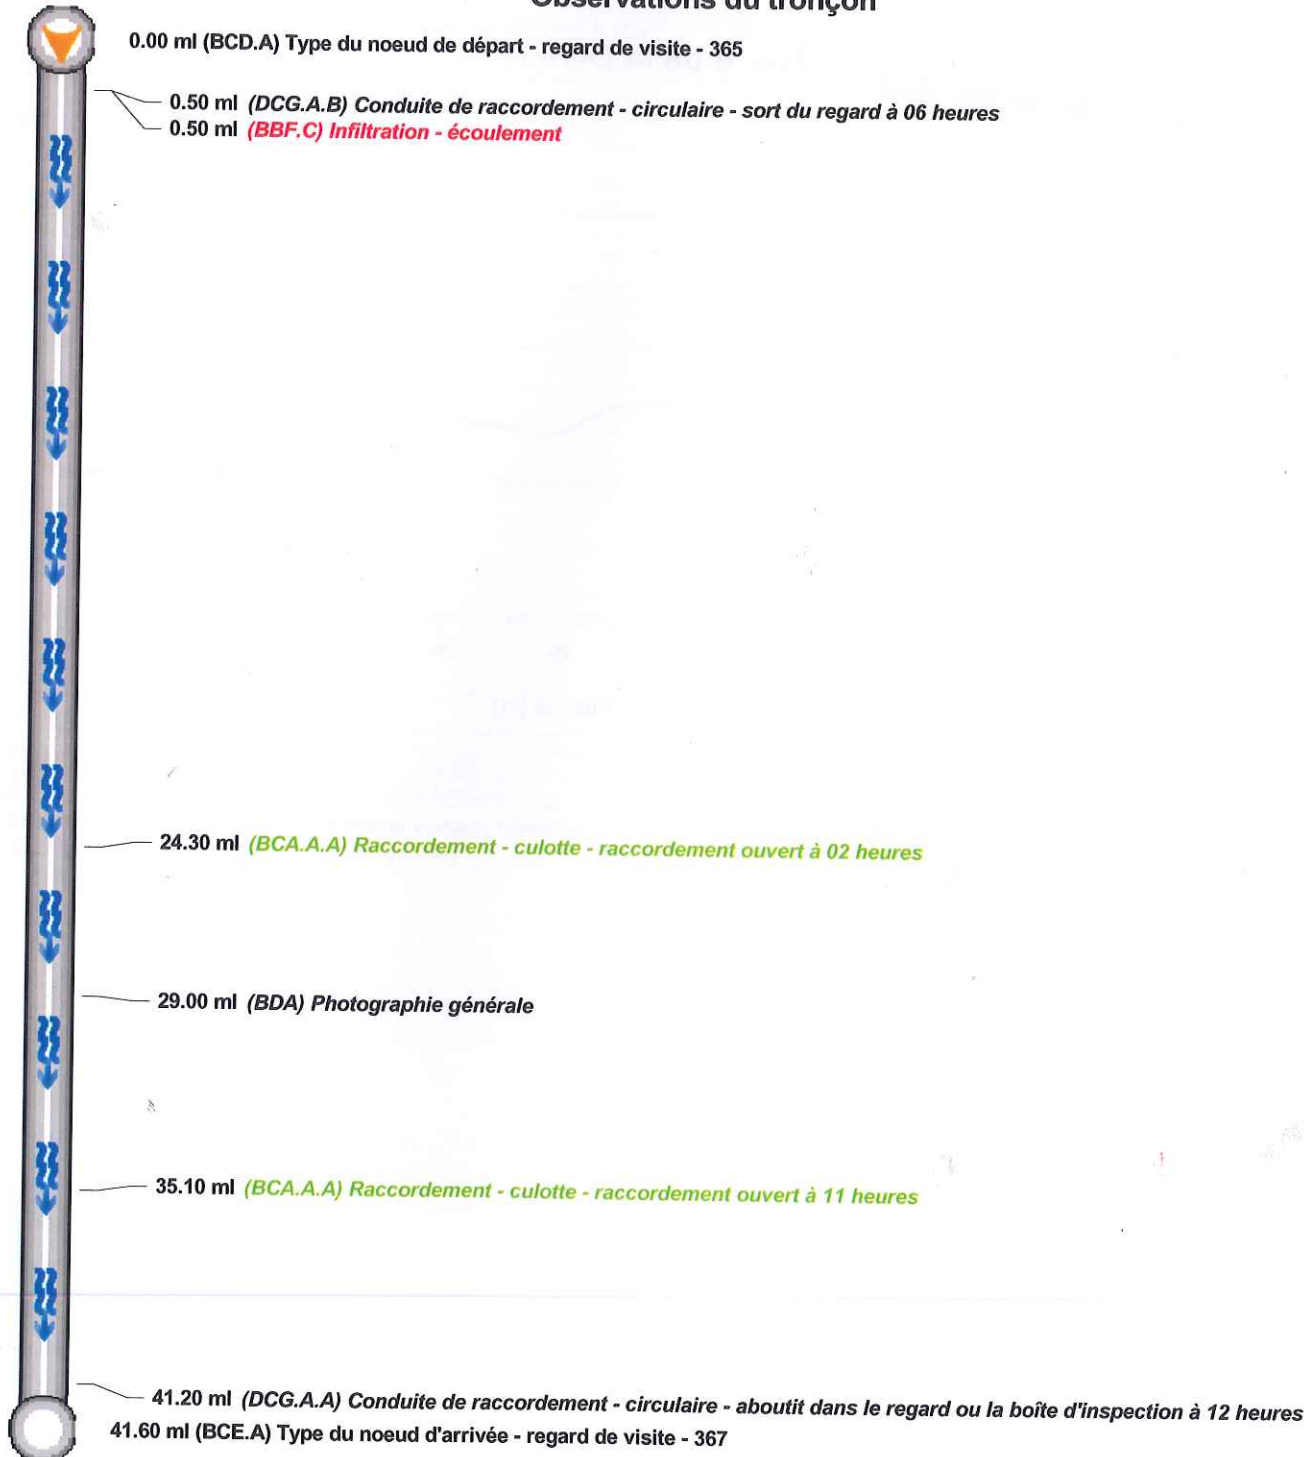 Observations du tronçon
0.00 ml (BCD.A) Type du noeud de départ - regard de visite - 365
0.50 ml (DCG.A.B) Conduite de raccordement - circulaire - sort du regard à 06 heures
0.50 ml (BBF.C) Infiltration - écoulement
24.30 ml (BCA.A.A) Raccordement - culotte - raccordement ouvert à 02 heures
29.00 ml (BDA) Photographie générale
35.10 ml (BCA.A.A) Raccordement - culotte - raccordement ouvert à 11 heures
41.20 ml (DCG.A.A) Conduite de raccordement - circulaire - aboutit dans le regard ou la boîte d'inspection à 12 heures
41.60 ml (BCE.A) Type du noeud d'arrivée - regard de visite - 367